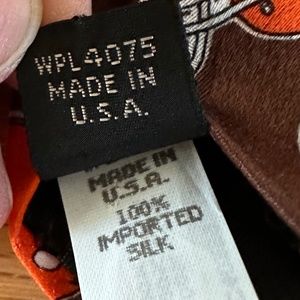 WPL4075
MADE IN
U.S.A.
MADE IN
U.S.A.
100%
IMPORTED
SILK